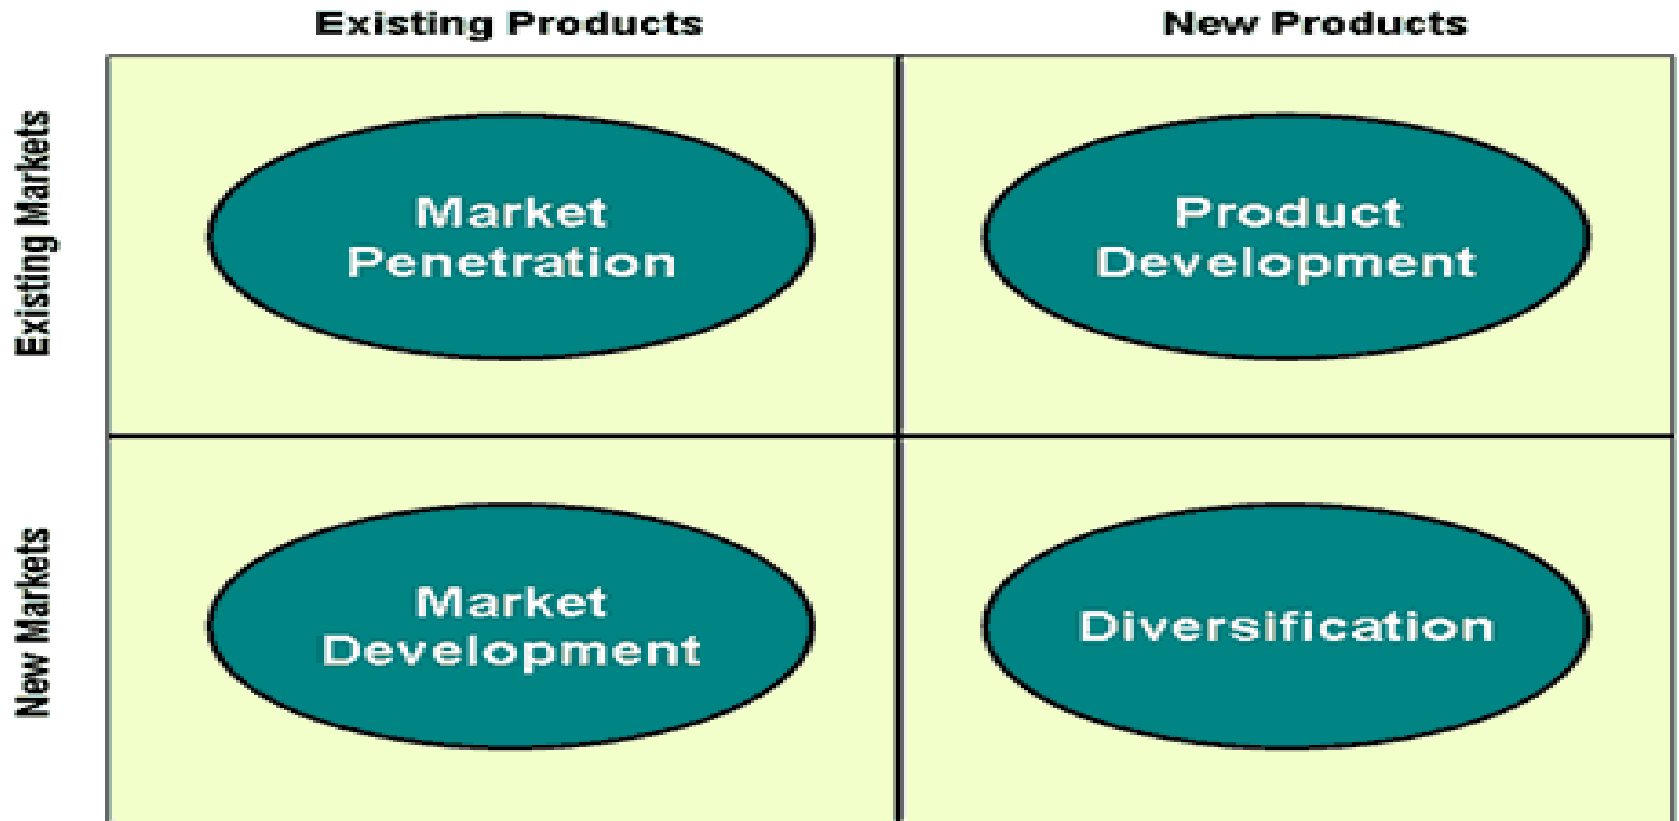 Existing Products
New Products
Existing Markets
Market
Penetration
Product
Development
New Markets
Market
Development
Diversification